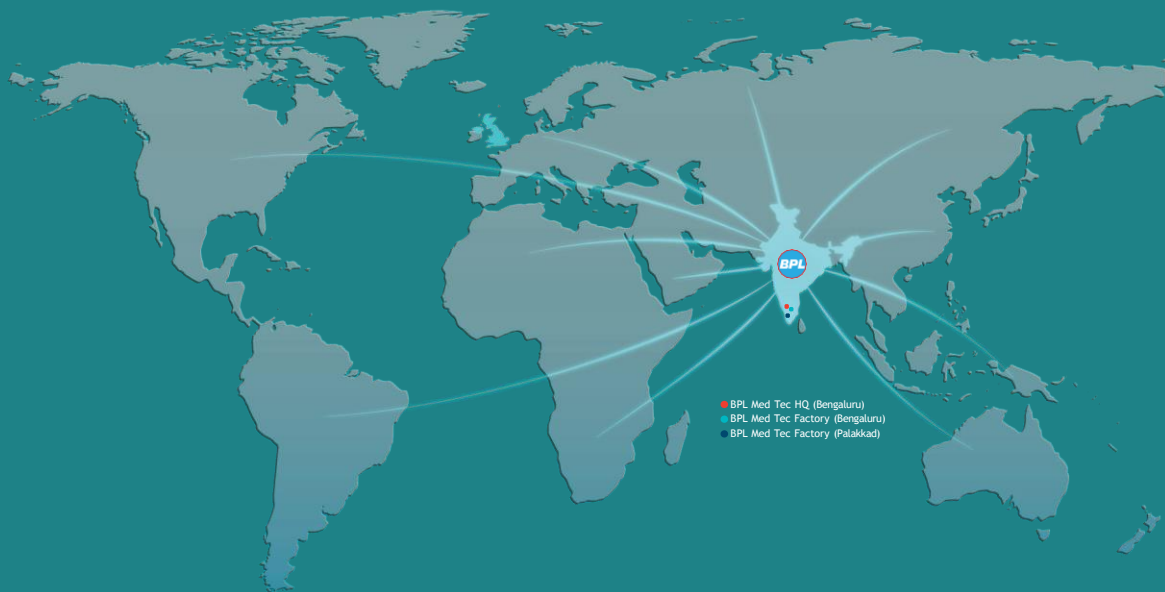 BPL
BPL Med Tec HQ (Bengaluru)
BPL Med Tec Factory (Bengaluru)
BPL Med Tec Factory (Palakkad)